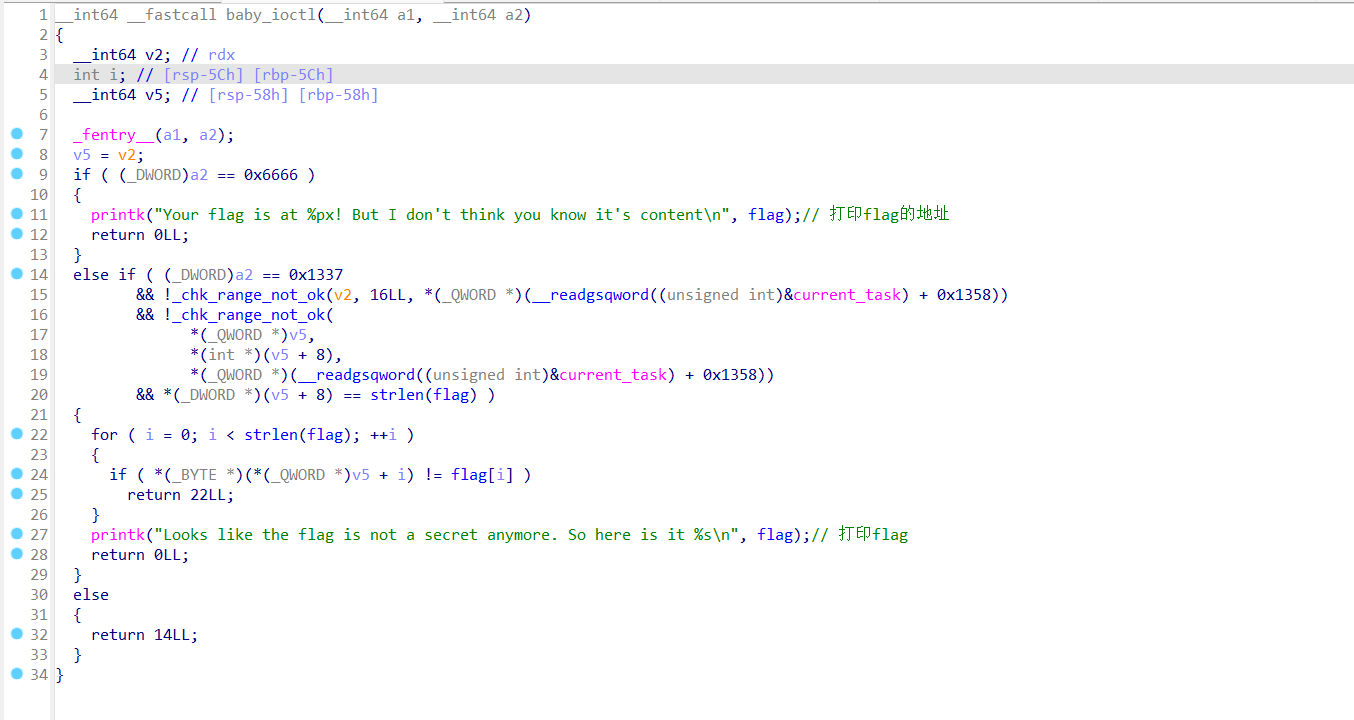 1 __int64 __fastcall baby_ioctl(__int64 a1, __int64 a2)
2 {
3 __int64 v2; // rdx
4 int i; // [rsp-5Ch] [rbp-5Ch]
5 __int64 v5; // [rsp-58h] [rbp-58h]
6
7 _fentry__(a1, a2);
8 v5 = v2;
9 if ( (_DWORD)a2 == 0x6666 )
10 {
11 printk("Your flag is at %px! But I don't think you know it's content\n", flag);// 打印flag的地址
12 return 0LL;
13 }
14 else if ( (_DWORD)a2 == 0x1337
15 && !_chk_range_not_ok(v2, 16LL, *(_QWORD *)(__readgsqword((unsigned int)&current_task) + 0x1358))
16 && !_chk_range_not_ok(
17 *(_QWORD *)v5,
18 *(int *)(v5 + 8),
19 *(_QWORD *)(__readgsqword((unsigned int)&current_task) + 0x1358))
20 && *(_DWORD *)(v5 + 8) == strlen(flag) )
21 {
22 for ( i = 0; i < strlen(flag); ++i )
23 {
24 if ( *(_BYTE *)(*(_QWORD *)v5 + i) != flag[i] )
25 return 22LL;
26 }
27 printk("Looks like the flag is not a secret anymore. So here is it %s\n", flag);// 打印flag
28 return 0LL;
29 }
30 else
31 {
32 return 14LL;
33 }
34 }